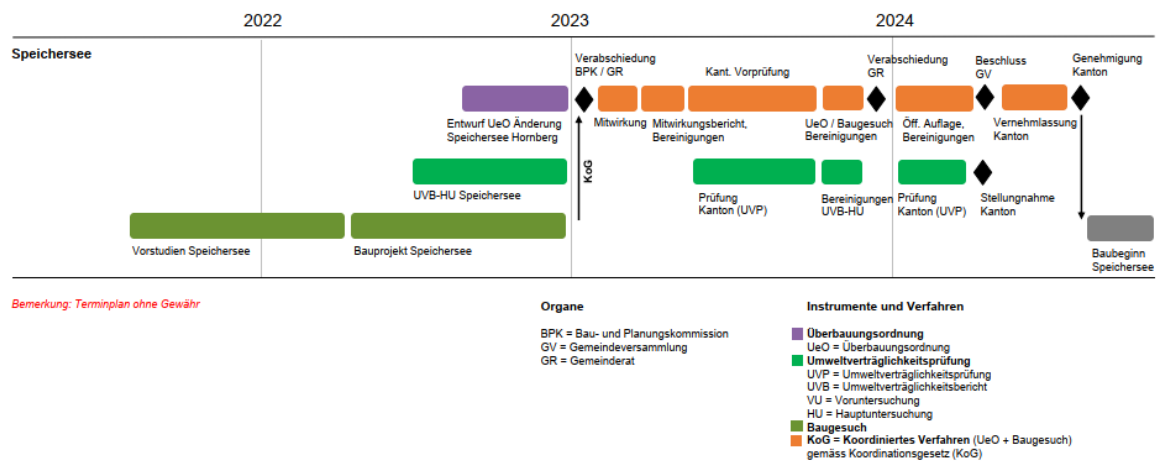 2022
2023
2024
Speichersee
Verabschiedung
BPK / GR
Kant. Vorprüfung
Verabschiedung
GR
Beschluss
GV
Genehmigung
Kanton
Entwurf UeO Änderung
Speichersee Hornberg
Mitwirkung
Mitwirkungsbericht,
Bereinigungen
UeO / Baugesuch
Bereinigungen
Öff. Auflage,
Bereinigungen
Vernehmlassung
Kanton
KoG
UVB-HU Speichersee
Prüfung
Kanton (UVP)
Bereinigungen
UVB-HU
Prüfung
Kanton (UVP)
Stellungnahme
Kanton
Vorstudien Speichersee
Bauprojekt Speichersee
Baubeginn
Speichersee
Bemerkung: Terminplan ohne Gewähr
Organe
BPK = Bau- und Planungskommission
GV = Gemeindeversammlung
GR = Gemeinderat
Instrumente und Verfahren
Überbauungsordnung
UeO = Überbauungsordnung
Umweltverträglichkeitsprüfung
UVP = Umweltverträglichkeitsprüfung
UVB = Umweltverträglichkeitsbericht
VU = Voruntersuchung
HU = Hauptuntersuchung
Baugesuch
KoG = Koordiniertes Verfahren (UeO + Baugesuch)
gemäss Koordinationsgesetz (KoG)